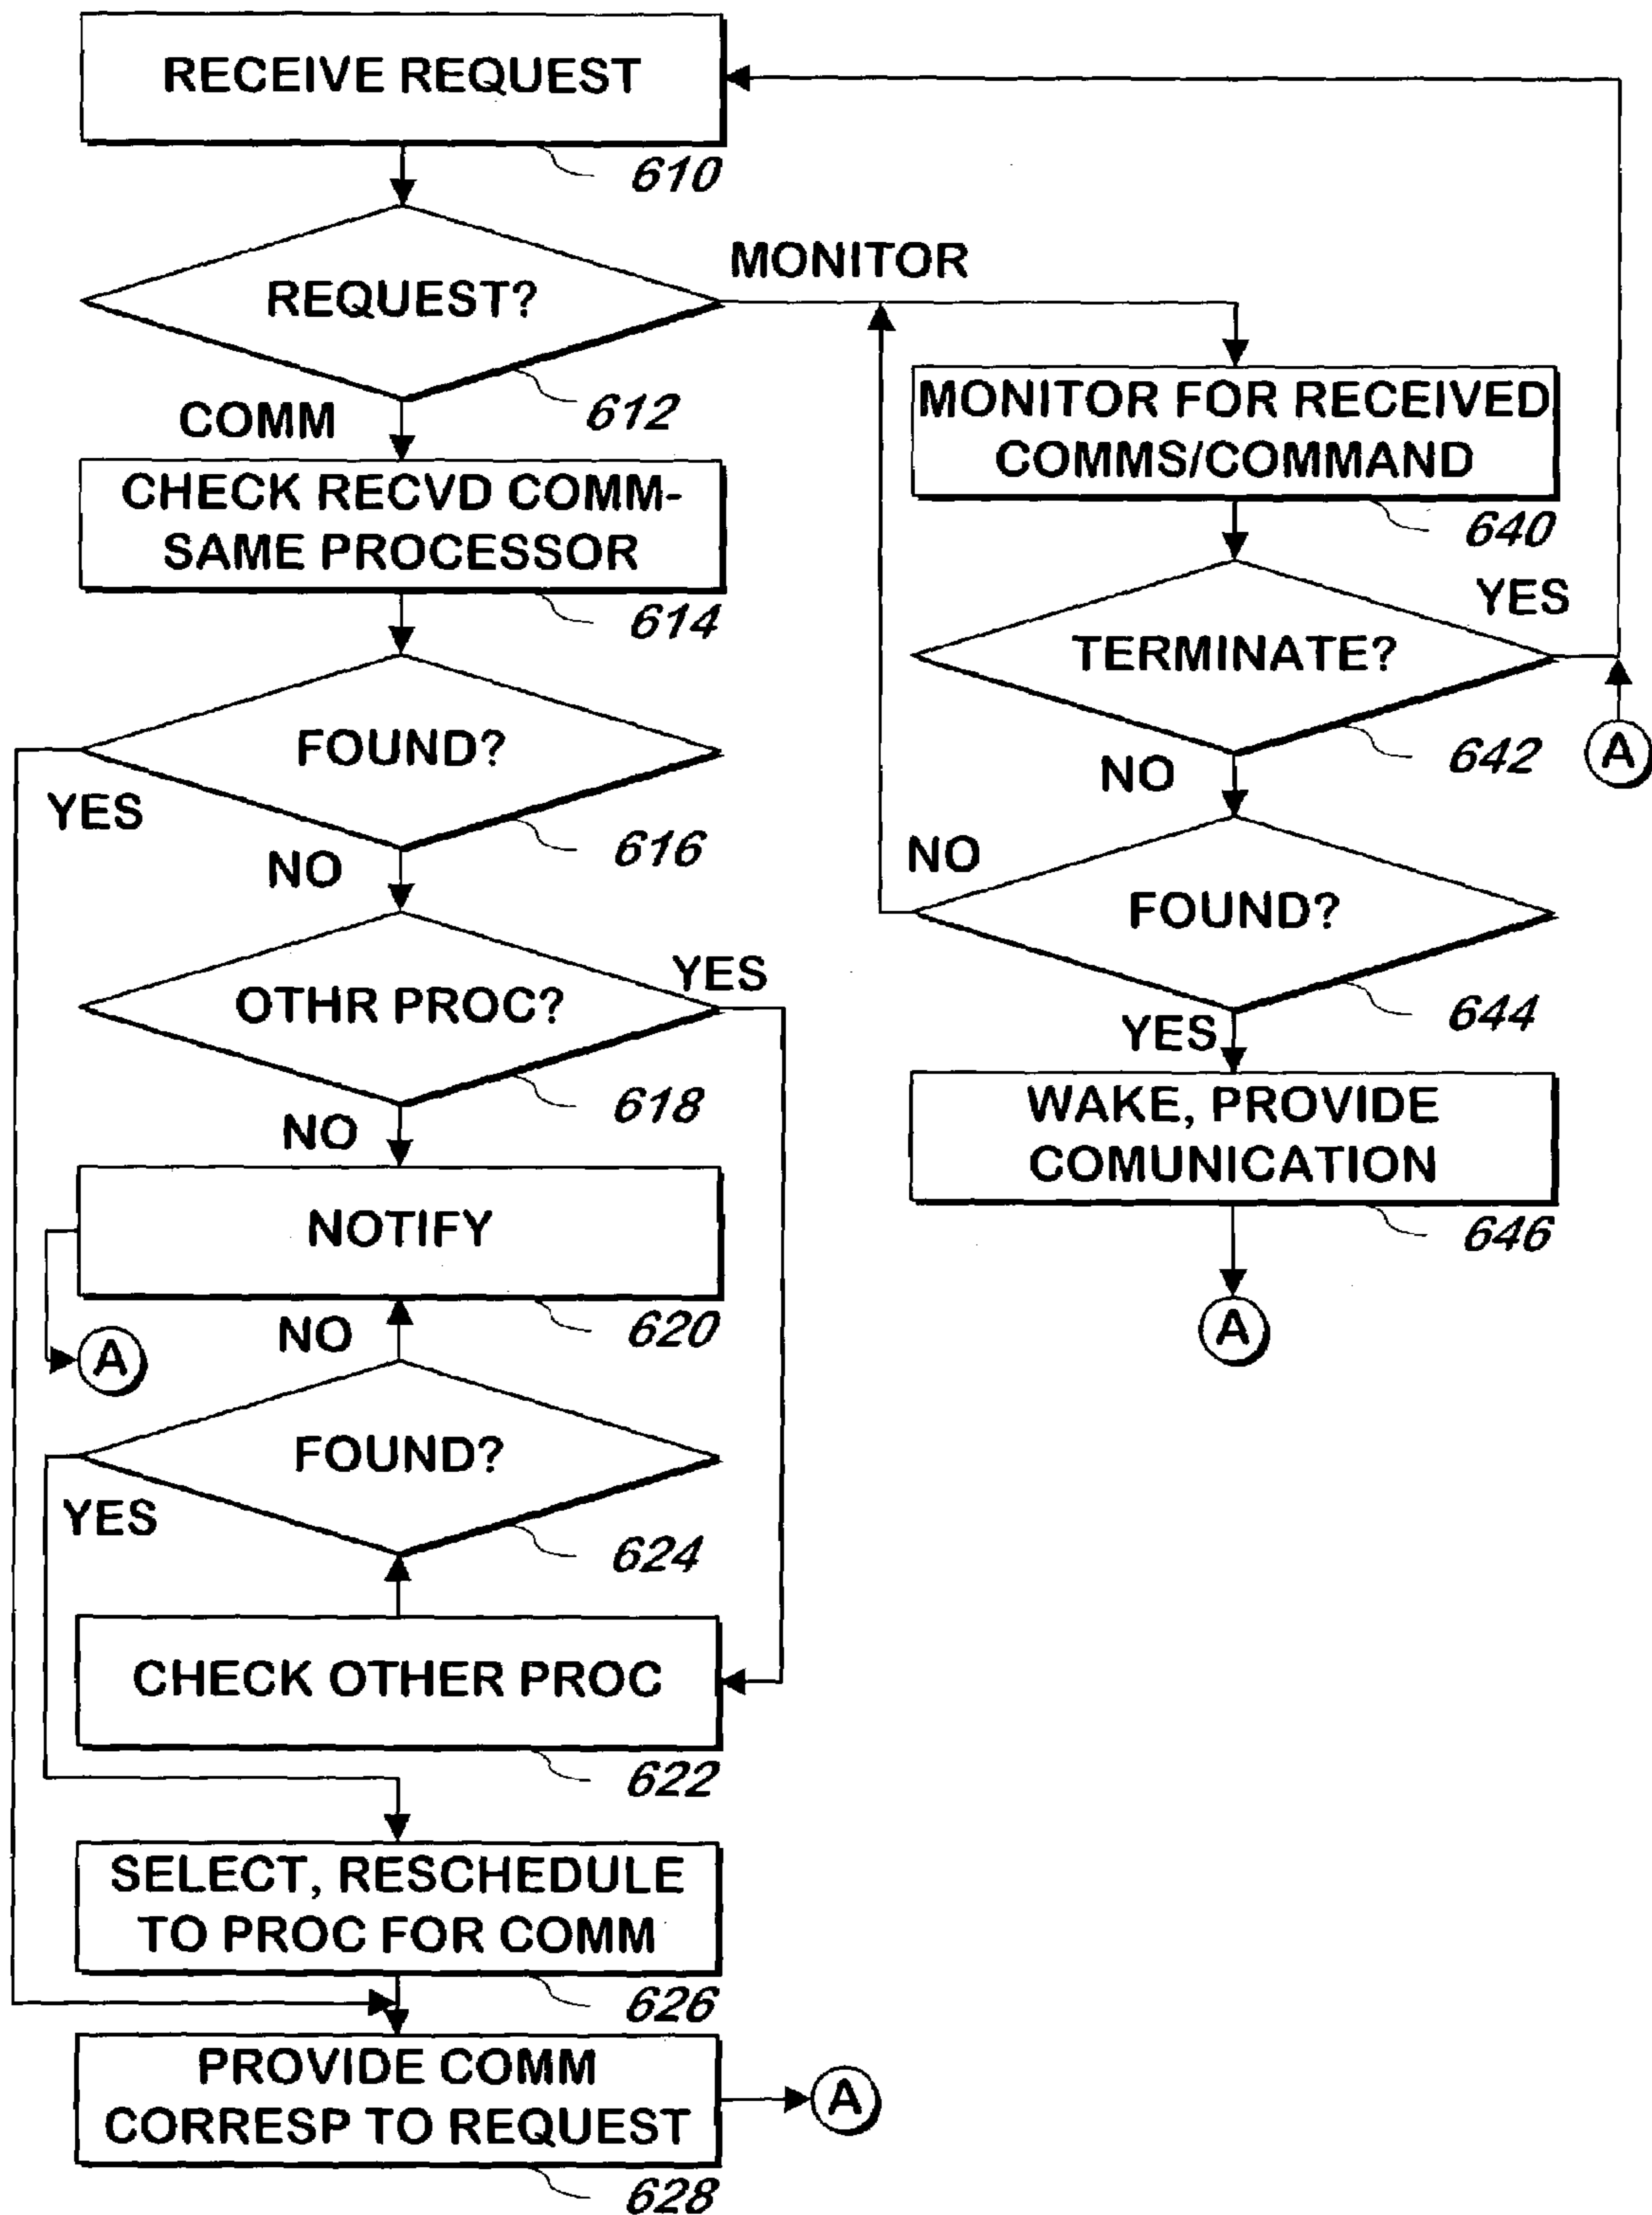 RECEIVE REQUEST
610
REQUEST?
MONITOR
612
COMM
CHECK RECVD COMM-
SAME PROCESSOR
614
FOUND?
YES
616
NO
OTHR PROC?
YES
618
NO
NOTIFY
620
A
NO
FOUND?
YES
624
CHECK OTHER PROC
622
SELECT, RESCHEDULE
TO PROC FOR COMM
626
PROVIDE COMM
CORRESP TO REQUEST
628
A
MONITOR FOR RECEIVED
COMMS/COMMAND
640
TERMINATE?
YES
642
A
NO
FOUND?
NO
644
YES
WAKE, PROVIDE
COMUNICATION
646
A